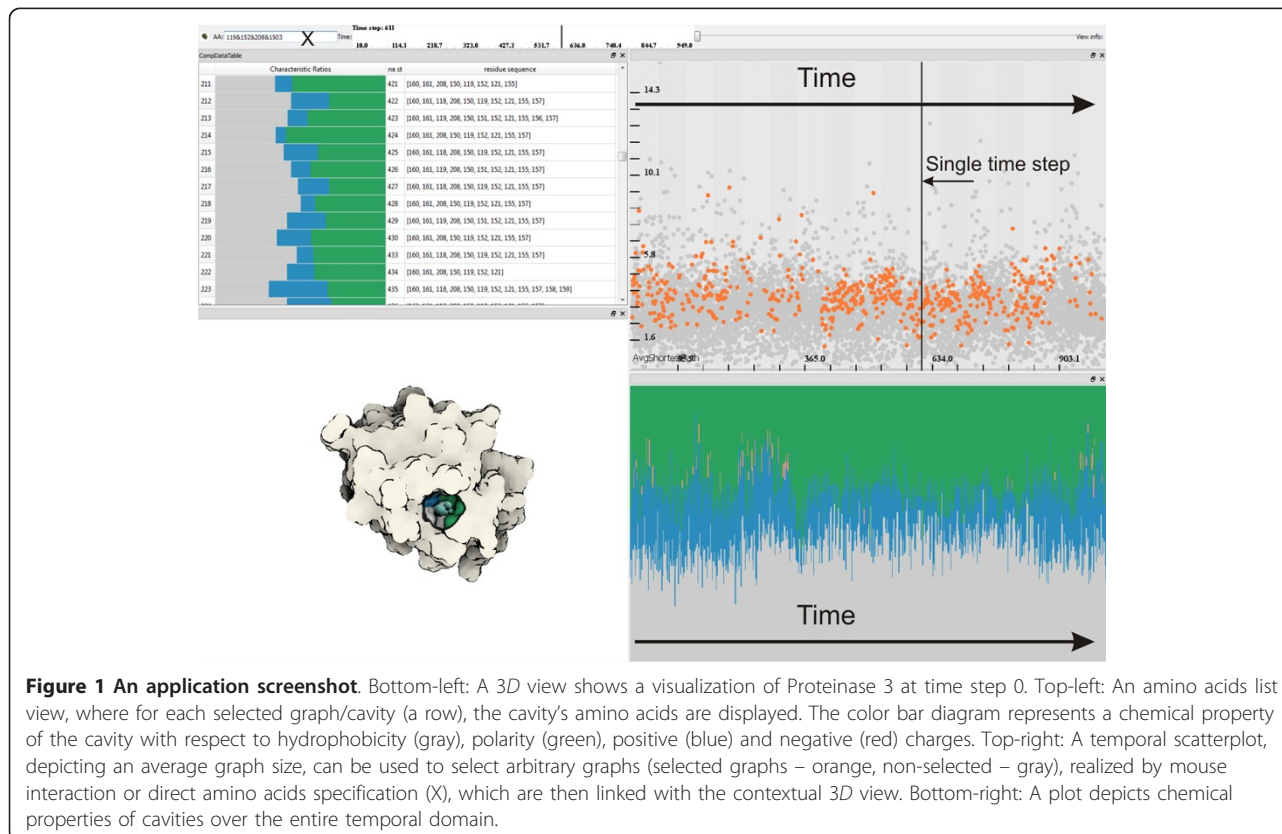 AA: 119&152&208&1503 X Time:
Time step: 611
10.0 114.3 218.7 323.0 427.3 531.7 636.0 740.4 844.7 949.0
View info:
CompDataTable
Characteristic Ratios ne st residue sequence
211 421 [160, 161, 208, 150, 119, 152, 121, 155]
212 422 [160, 161, 118, 208, 150, 119, 152, 121, 155, 157]
213 423 [160, 161, 119, 208, 150, 151, 152, 121, 155, 156, 157]
214 424 [160, 161, 208, 150, 119, 152, 121, 155, 157]
215 425 [160, 161, 118, 208, 150, 119, 152, 121, 155, 157]
216 426 [160, 161, 119, 208, 150, 151, 152, 121, 155, 157]
217 427 [160, 161, 118, 208, 150, 119, 152, 121, 155, 157]
218 428 [160, 161, 208, 150, 119, 152, 121, 155, 157]
219 429 [160, 161, 119, 208, 150, 151, 152, 121, 155, 157]
220 430 [160, 161, 208, 150, 119, 152, 121, 155, 157]
221 433 [160, 161, 118, 208, 150, 119, 152, 121, 155, 157]
222 434 [160, 161, 208, 150, 119, 152, 121]
223 435 [160, 161, 118, 208, 150, 119, 152, 121, 155, 157, 158, 159]
Time
14.3
Single time step
10.1
5.8
1.6
365.0 634.0 903.1
Time
Figure 1 An application screenshot. Bottom-left: A 3D view shows a visualization of Proteinase 3 at time step 0. Top-left: An amino acids list
view, where for each selected graph/cavity (a row), the cavity's amino acids are displayed. The color bar diagram represents a chemical property
of the cavity with respect to hydrophobicity (gray), polarity (green), positive (blue) and negative (red) charges. Top-right: A temporal scatterplot,
depicting an average graph size, can be used to select arbitrary graphs (selected graphs – orange, non-selected – gray), realized by mouse
interaction or direct amino acids specification (X), which are then linked with the contextual 3D view. Bottom-right: A plot depicts chemical
properties of cavities over the entire temporal domain.